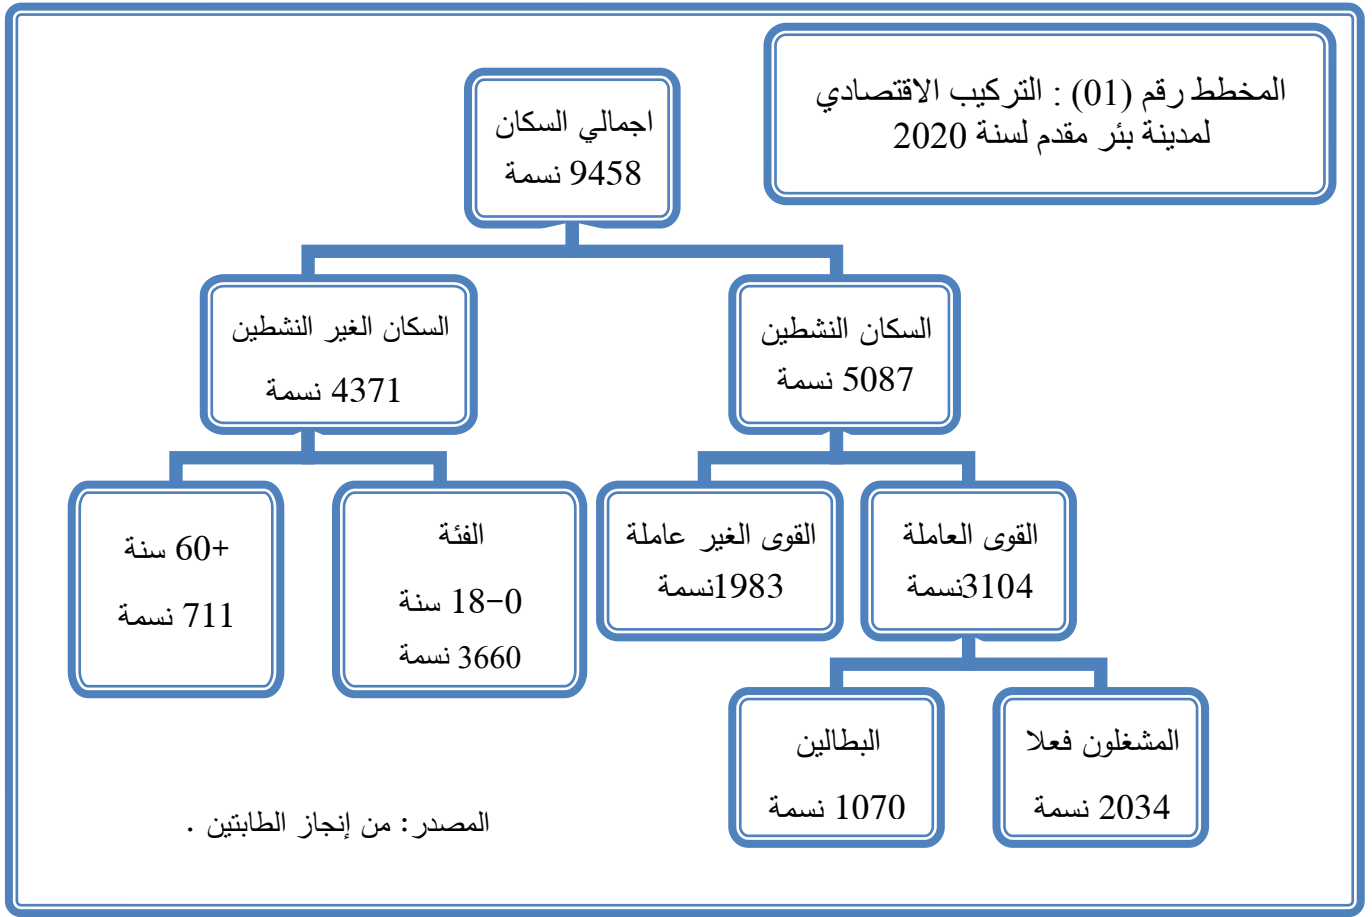 المخطط رقم (01) : التركيب الاقتصادي
لمدينة بئر مقدم لسنة 2020
اجمالي السكان
9458 نسمة
السكان النشطين
5087 نسمة
السكان الغير النشطين
4371 نسمة
القوى العاملة
3104نسمة
القوى الغير عاملة
1983نسمة
الفئة
0-18 سنة
3660 نسمة
+60 سنة
711 نسمة
المشغلون فعلا
2034 نسمة
البطالين
1070 نسمة
المصدر: من إنجاز الطابتين .